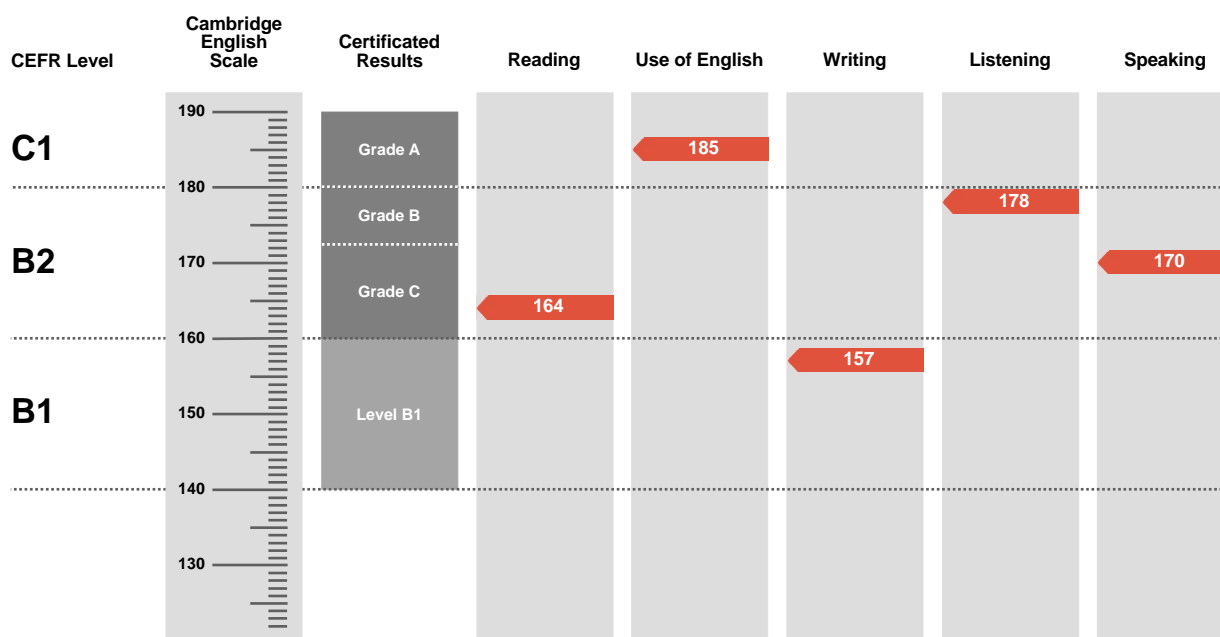 CEFR Level
Cambridge
English
Scale
Certificated
Results
Reading
Use of English
Writing
Listening
Speaking
190
C1
Grade A
185
180
178
Grade B
B2
170
170
Grade C
164
160
157
B1
150
Level B1
140
130